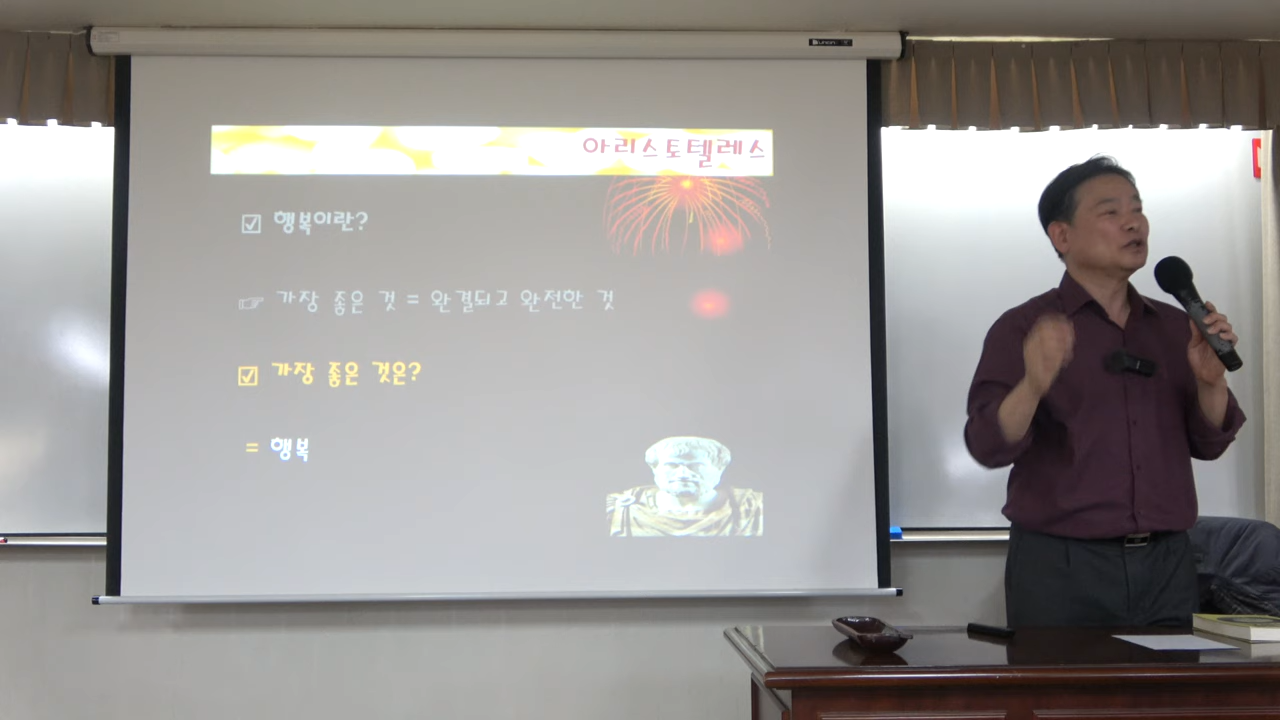 union
아리스토텔레스
☑ 행복이란?
☞ 가장 좋은 것 = 완결되고 완전한 것
☑ 가장 좋은 것은?
= 행복